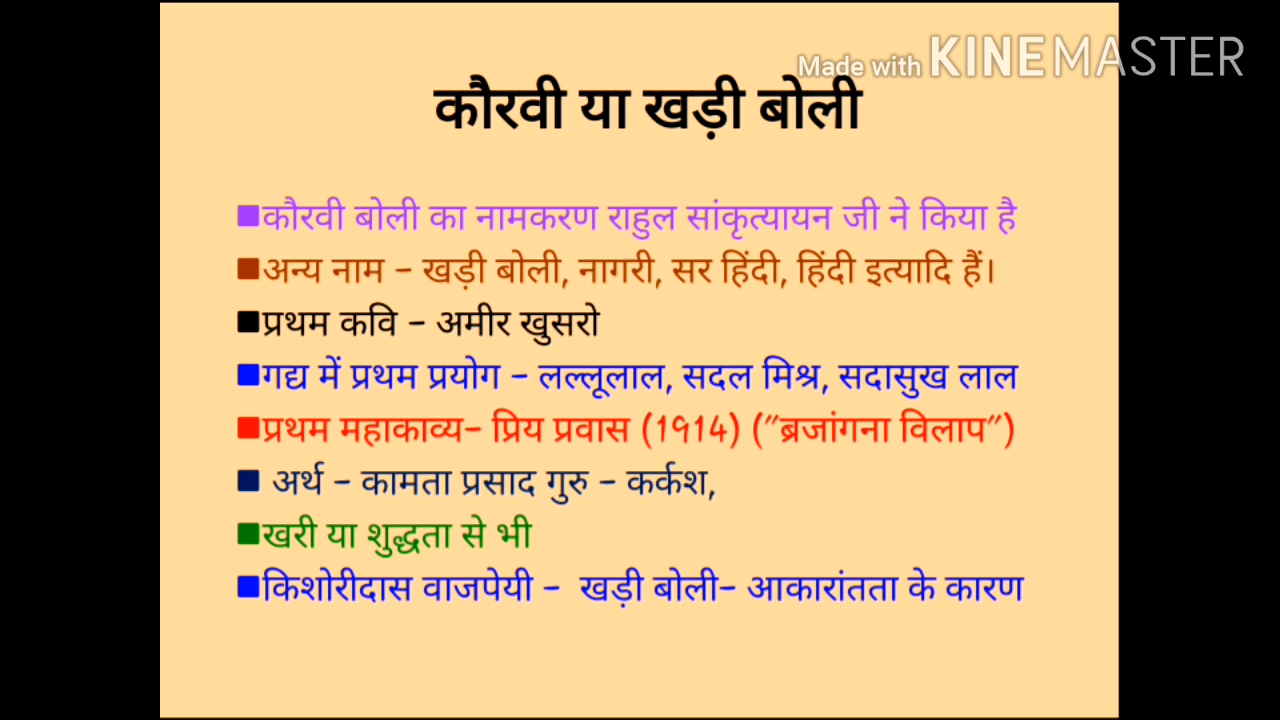 Made with KINEMASTER
कौरवी या खड़ी बोली
कौरवी बोली का नामकरण राहुल सांकृत्यायन जी ने किया है
अन्य नाम - खड़ी बोली, नागरी, सर हिंदी, हिंदी इत्यादि हैं।
प्रथम कवि - अमीर खुसरो
गद्य में प्रथम प्रयोग - लल्लूलाल, सदल मिश्र, सदासुख लाल
प्रथम महाकाव्य- प्रिय प्रवास (1914) ("ब्रजांगना विलाप")
अर्थ - कामता प्रसाद गुरु - कर्कश,
खरी या शुद्धता से भी
किशोरीदास वाजपेयी - खड़ी बोली- आकारांतता के कारण